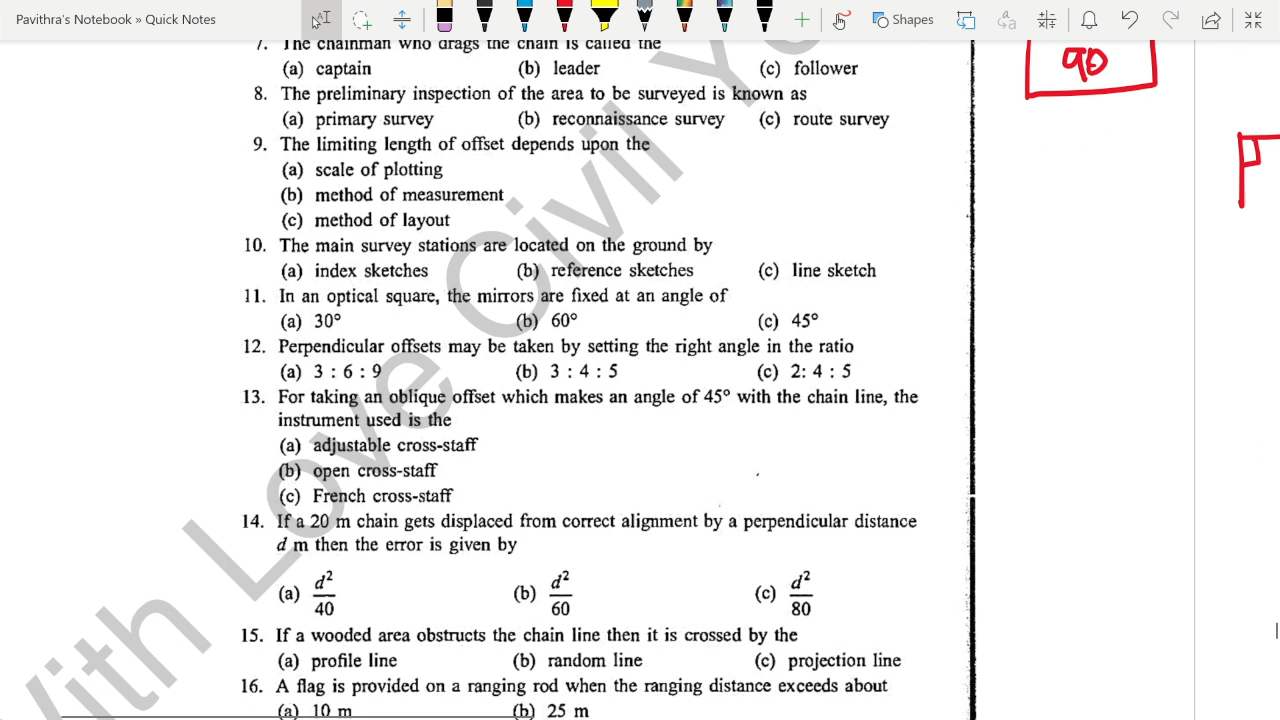 Pavithra's Notebook » Quick Notes
Shapes
7. The chainman who drags the chain is called the
(a) captain (b) leader (c) follower
8. The preliminary inspection of the area to be surveyed is known as
(a) primary survey (b) reconnaissance survey (c) route survey
9. The limiting length of offset depends upon the
(a) scale of plotting
(b) method of measurement
(c) method of layout
10. The main survey stations are located on the ground by
(a) index sketches (b) reference sketches (c) line sketch
11. In an optical square, the mirrors are fixed at an angle of
(a) 30° (b) 60° (c) 45°
12. Perpendicular offsets may be taken by setting the right angle in the ratio
(a) 3 : 6 : 9 (b) 3 : 4 : 5 (c) 2: 4 : 5
13. For taking an oblique offset which makes an angle of 45° with the chain line, the
instrument used is the
(a) adjustable cross-staff
(b) open cross-staff
(c) French cross-staff
14. If a 20 m chain gets displaced from correct alignment by a perpendicular distance
d m then the error is given by
(a) d²/40 (b) d²/60 (c) d²/80
15. If a wooded area obstructs the chain line then it is crossed by the
(a) profile line (b) random line (c) projection line
16. A flag is provided on a ranging rod when the ranging distance exceeds about
(a) 10 m (b) 25 m
90
With Love Civil